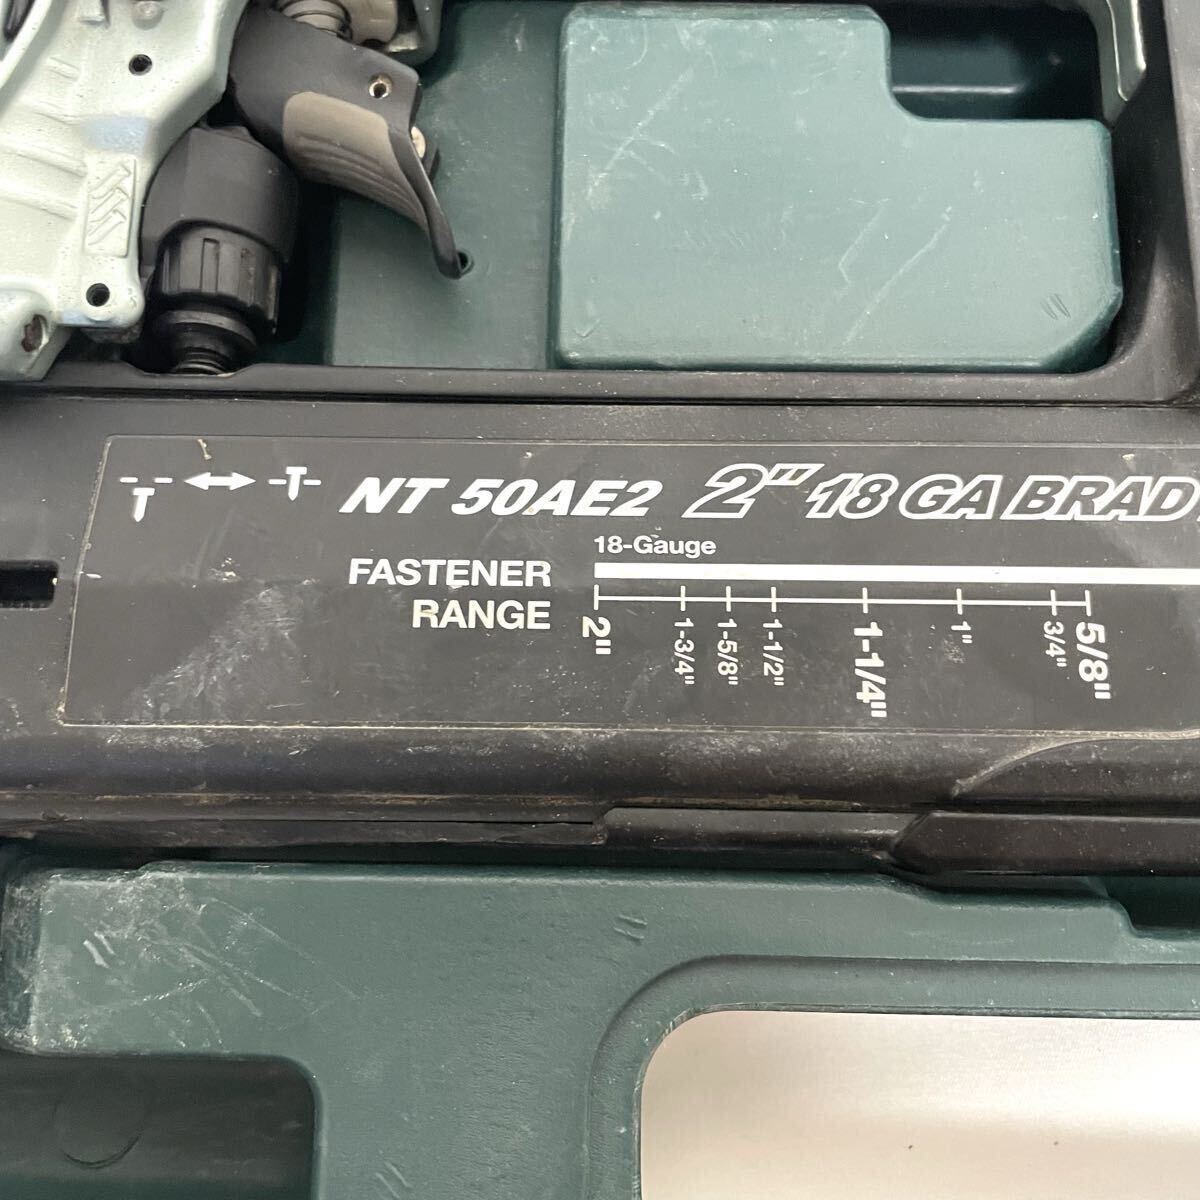 NT 50AE2 2" 18 GA BRAD
18-Gauge
FASTENER
RANGE
2"
1-3/4"
1-5/8"
1-1/2"
1-1/4"
1"
3/4"
5/8"